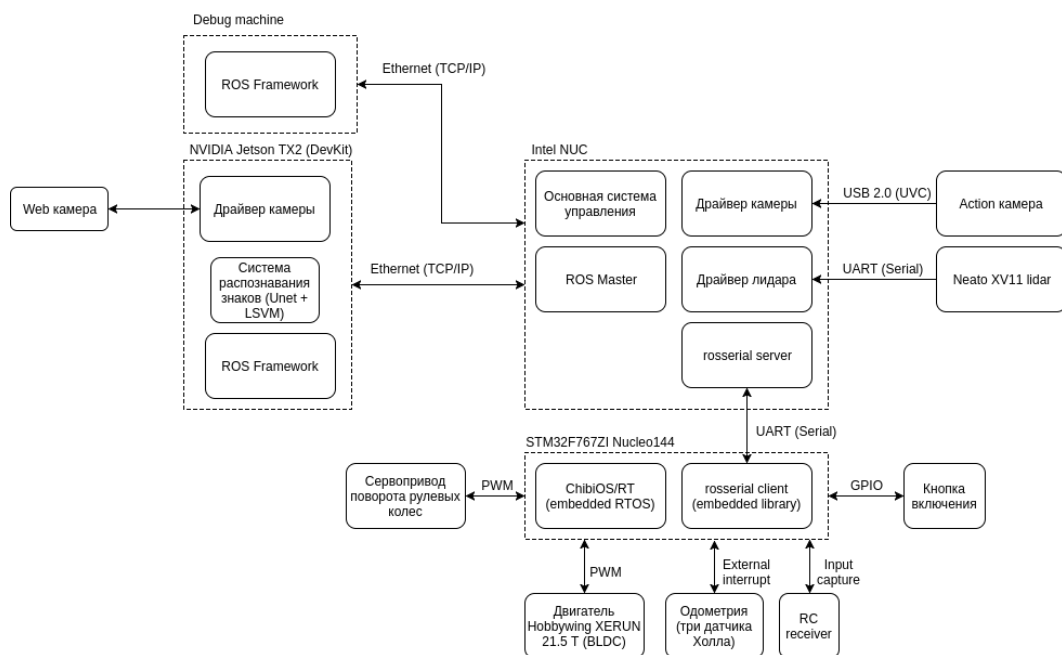 Debug machine
ROS Framework
Ethernet (TCP/IP)
NVIDIA Jetson TX2 (DevKit)
Intel NUC
Web камера
Драйвер камеры
Основная система
управления
Драйвер камеры
USB 2.0 (UVC)
Action камера
Система
распознавания
знаков (Unet +
LSVM)
Ethernet (TCP/IP)
ROS Master
Драйвер лидара
UART (Serial)
Neato XV11 lidar
ROS Framework
rosserial server
UART (Serial)
STM32F767ZI Nucleo144
Сервопривод
поворота рулевых
колес
PWM
ChibiOS/RT
(embedded RTOS)
rosserial client
(embedded library)
GPIO
Кнопка
включения
PWM
External
interrupt
Input
capture
Двигатель
Hobbywing XERUN
21.5 T (BLDC)
Одометрия
(три датчика
Холла)
RC
receiver